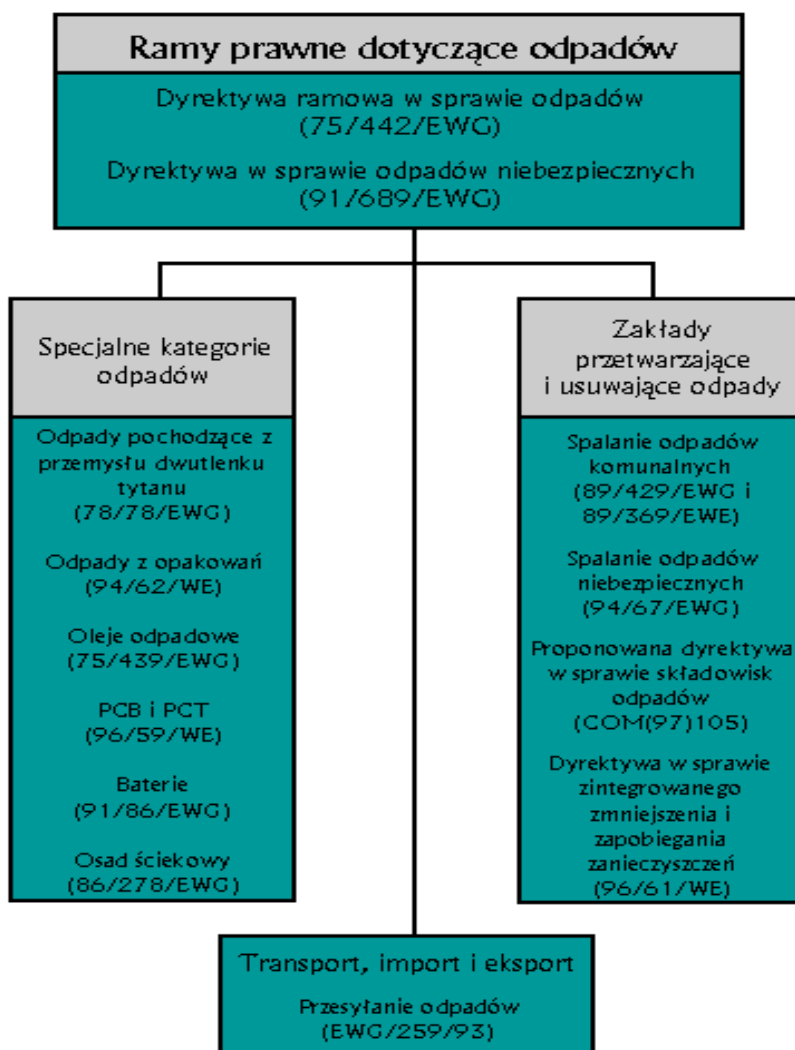 Ramy prawne dotyczące odpadów
Dyrektywa ramowa w sprawie odpadów
(75/442/EWG)
Dyrektywa w sprawie odpadów niebezpiecznych
(91/689/EWG)
Specjalne kategorie
odpadów
Odpady pochodzące z
przemysłu dwutlenku
tytanu
(78/78/EWG)
Odpady z opakowań
(94/62/WE)
Oleje odpadowe
(75/439/EWG)
PCB i PCT
(96/59/WE)
Baterie
(91/86/EWG)
Osad ściekowy
(86/278/EWG)
Zakłady
przetwarzające
i usuwające odpady
Spalanie odpadów
komunalnych
(89/429/EWG i
89/369/EWE)
Spalanie odpadów
niebezpiecznych
(94/67/EWG)
Proponowana dyrektywa
w sprawie składowisk
odpadów
(COM(97)105)
Dyrektywa w sprawie
zintegrowanego
zmniejszenia i
zapobiegania
zanieczyszczeń
(96/61/WE)
Transport, import i eksport
Przesyłanie odpadów
(EWG/259/93)